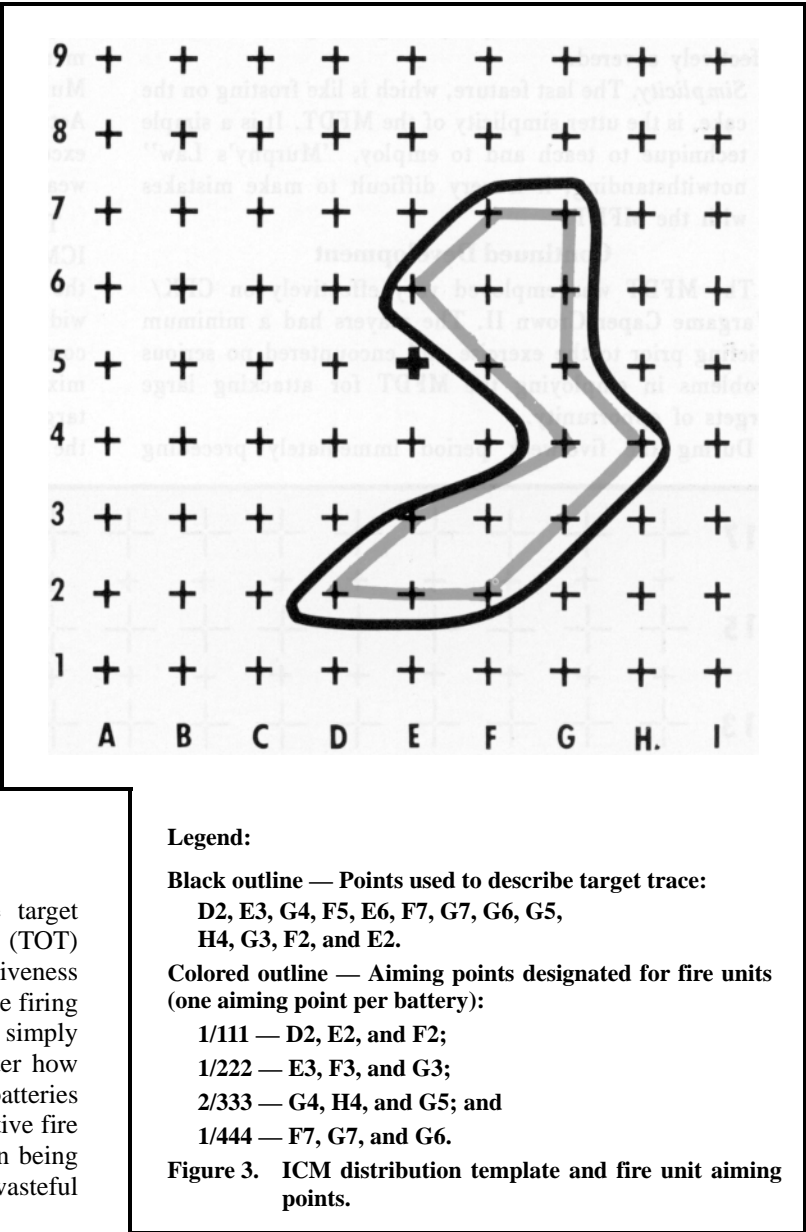 9
8
7
6
5
4
3
2
1
A B C D E F G H. I
target
(TOT)
iveness
e firing
simply
er how
atteries
tive fire
n being
wasteful
Legend:
Black outline — Points used to describe target trace:
D2, E3, G4, F5, E6, F7, G7, G6, G5,
H4, G3, F2, and E2.
Colored outline — Aiming points designated for fire units
(one aiming point per battery):
1/111 — D2, E2, and F2;
1/222 — E3, F3, and G3;
2/333 — G4, H4, and G5; and
1/444 — F7, G7, and G6.
Figure 3. ICM distribution template and fire unit aiming
points.